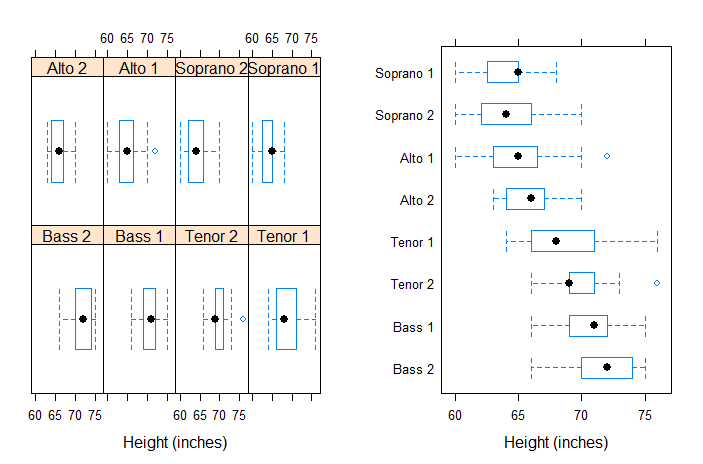 60 65 70 75 60 65 70 75
Alto 2 Alto 1 Soprano 2 Soprano 1
Bass 2 Bass 1 Tenor 2 Tenor 1
60 65 70 75 60 65 70 75
Height (inches)
Soprano 1
Soprano 2
Alto 1
Alto 2
Tenor 1
Tenor 2
Bass 1
Bass 2
60 65 70 75
Height (inches)